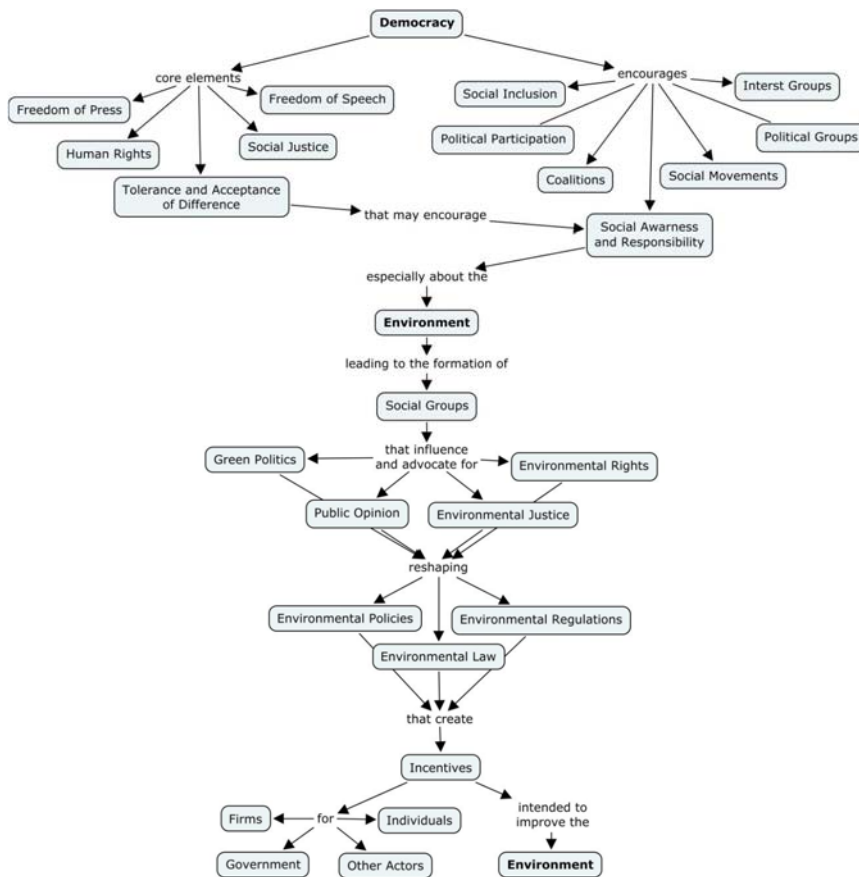 Democracy
core elements
encourages
Freedom of Press
Freedom of Speech
Human Rights
Social Justice
Tolerance and Acceptance
of Difference
Social Inclusion
Interst Groups
Political Participation
Political Groups
Coalitions
Social Movements
that may encourage
Social Awarness
and Responsibility
especially about the
Environment
leading to the formation of
Social Groups
that influence
and advocate for
Green Politics
Environmental Rights
Public Opinion
Environmental Justice
reshaping
Environmental Policies
Environmental Regulations
Environmental Law
that create
Incentives
for
Firms
Individuals
Government
Other Actors
intended to
improve the
Environment